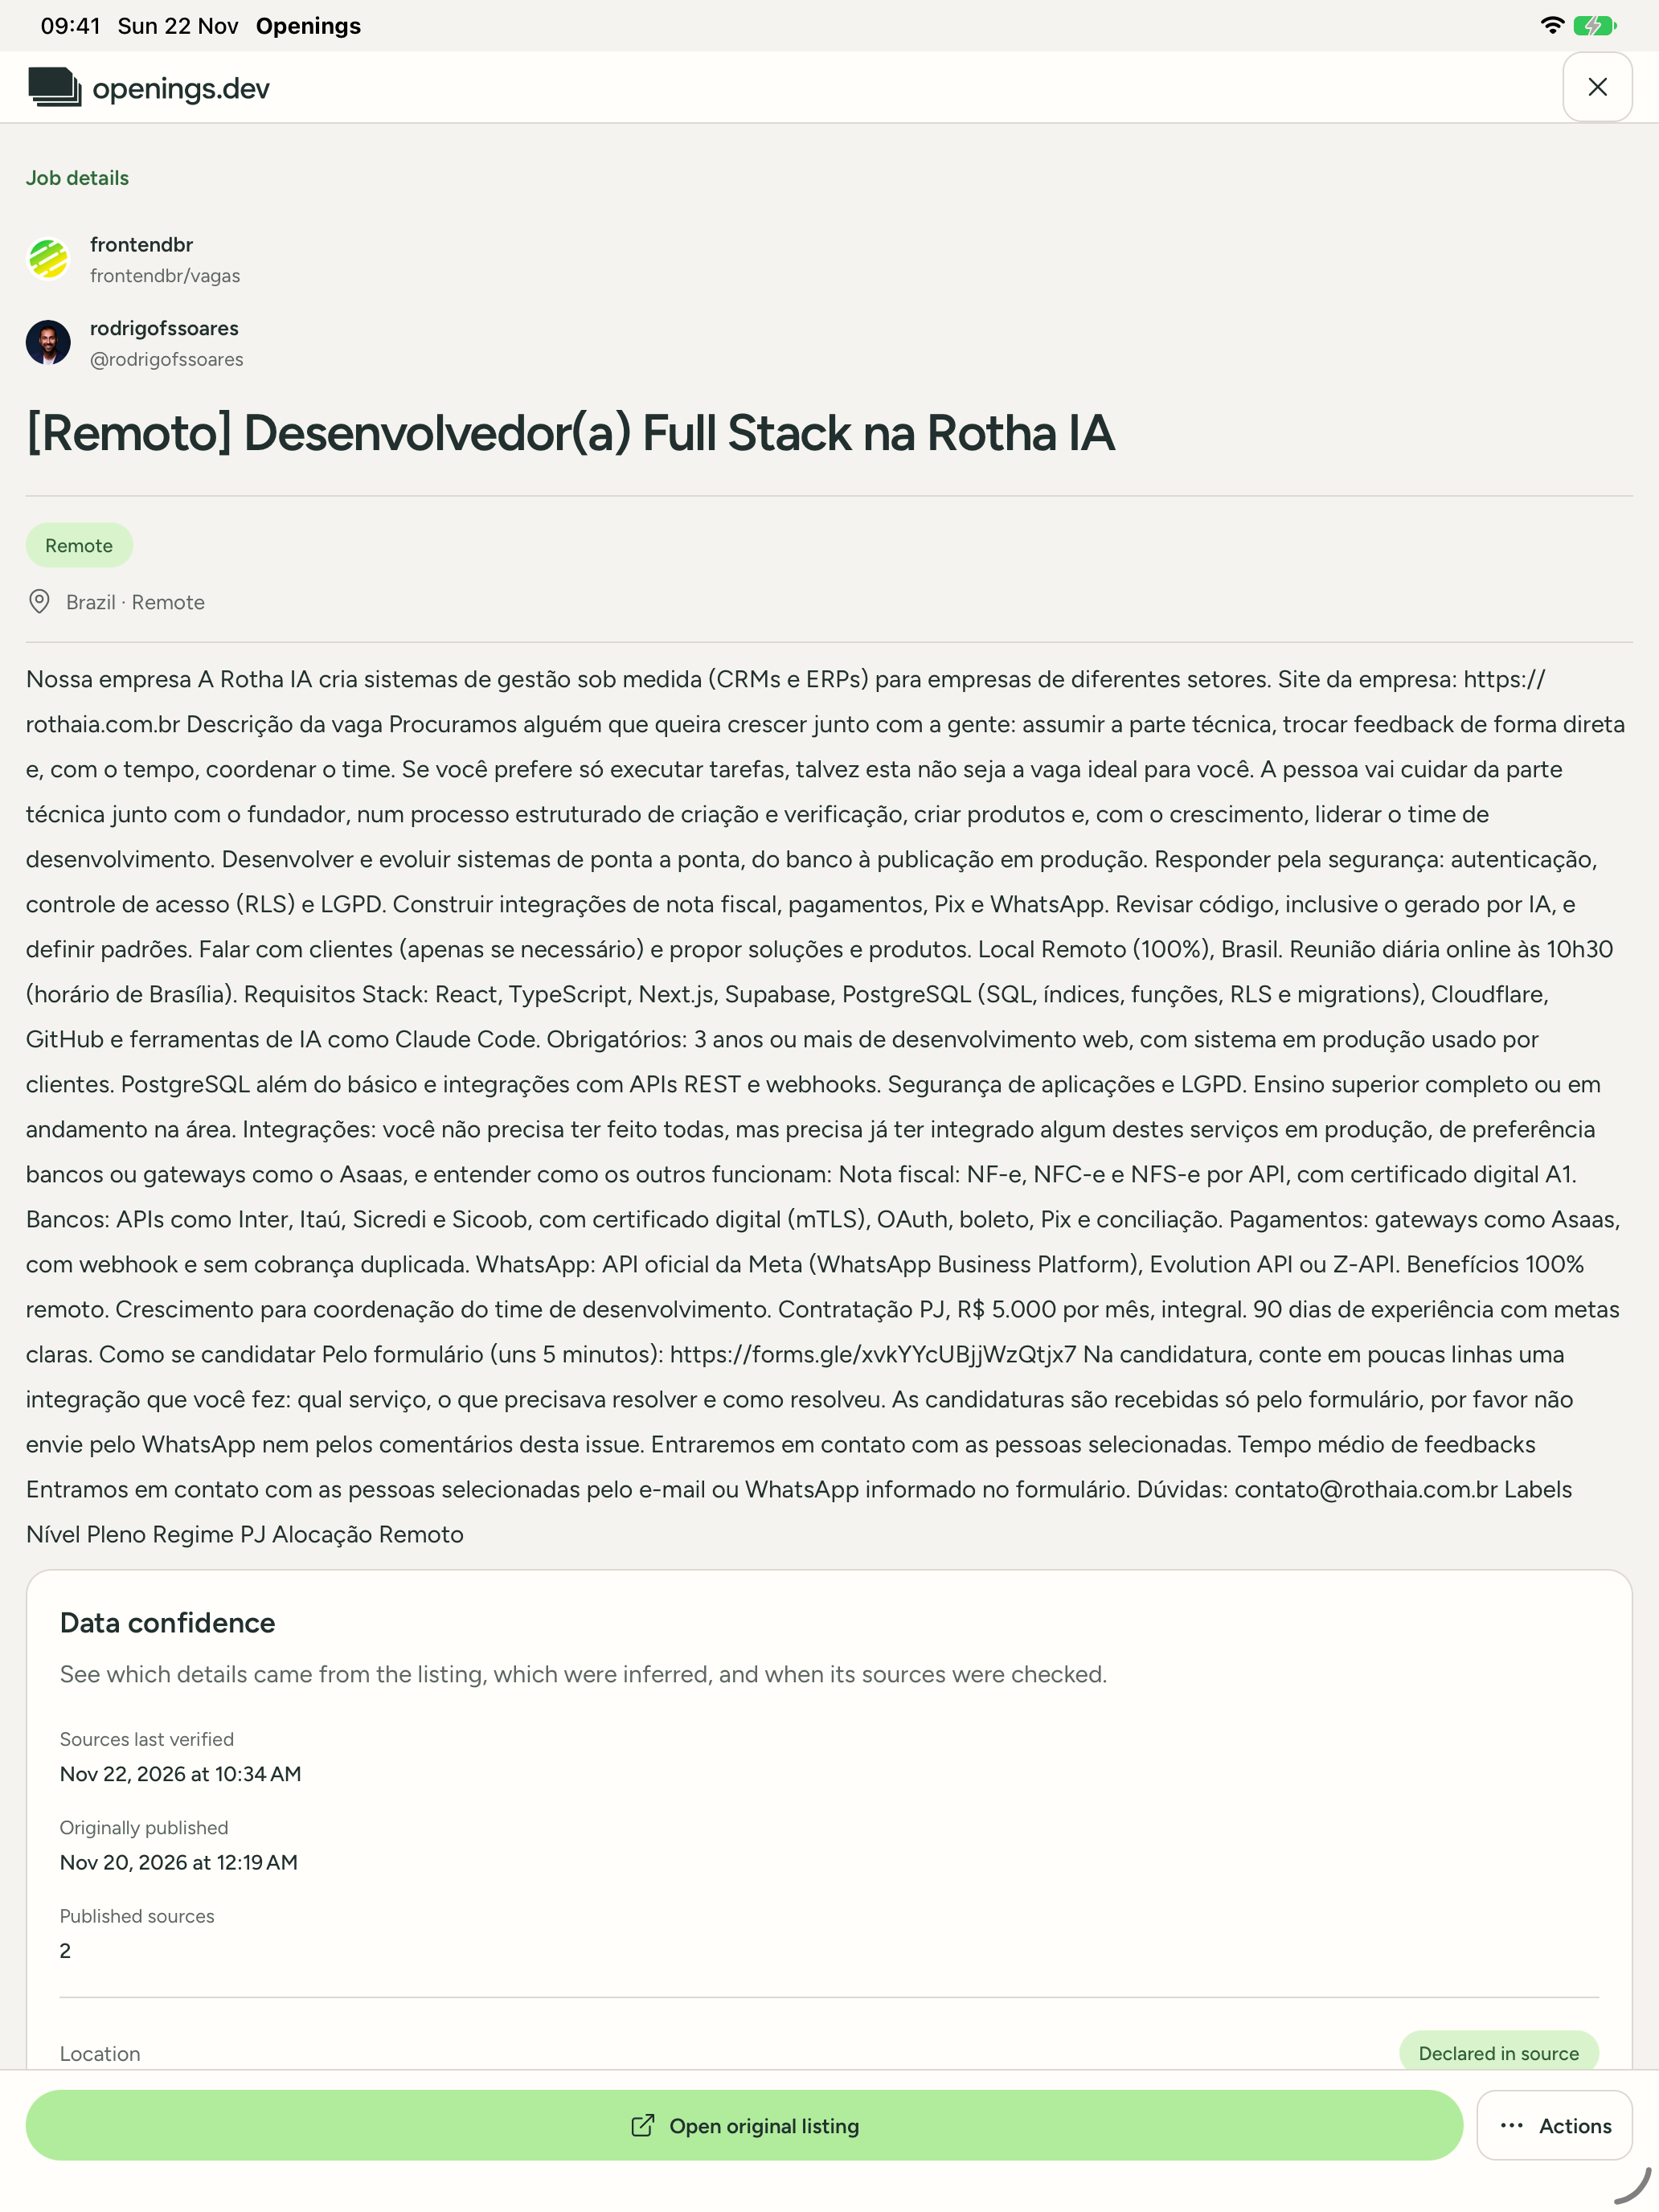 09:41 Sun 22 Nov Openings
openings.dev
Job details
frontendbr
frontendbr/vagas
rodrigofssoares
@rodrigofssoares
[Remoto] Desenvolvedor(a) Full Stack na Rotha IA
Remote
Brazil · Remote
Nossa empresa A Rotha IA cria sistemas de gestão sob medida (CRMs e ERPs) para empresas de diferentes setores. Site da empresa: https://
rothaia.com.br Descrição da vaga Procuramos alguém que queira crescer junto com a gente: assumir a parte técnica, trocar feedback de forma direta
e, com o tempo, coordenar o time. Se você prefere só executar tarefas, talvez esta não seja a vaga ideal para você. A pessoa vai cuidar da parte
técnica junto com o fundador, num processo estruturado de criação e verificação, criar produtos e, com o crescimento, liderar o time de
desenvolvimento. Desenvolver e evoluir sistemas de ponta a ponta, do banco à publicação em produção. Responder pela segurança: autenticação,
controle de acesso (RLS) e LGPD. Construir integrações de nota fiscal, pagamentos, Pix e WhatsApp. Revisar código, inclusive o gerado por IA, e
definir padrões. Falar com clientes (apenas se necessário) e propor soluções e produtos. Local Remoto (100%), Brasil. Reunião diária online às 10h30
(horário de Brasília). Requisitos Stack: React, TypeScript, Next.js, Supabase, PostgreSQL (SQL, índices, funções, RLS e migrations), Cloudflare,
GitHub e ferramentas de IA como Claude Code. Obrigatórios: 3 anos ou mais de desenvolvimento web, com sistema em produção usado por
clientes. PostgreSQL além do básico e integrações com APIs REST e webhooks. Segurança de aplicações e LGPD. Ensino superior completo ou em
andamento na área. Integrações: você não precisa ter feito todas, mas precisa já ter integrado algum destes serviços em produção, de preferência
bancos ou gateways como o Asaas, e entender como os outros funcionam: Nota fiscal: NF-e, NFC-e e NFS-e por API, com certificado digital A1.
Bancos: APIs como Inter, Itaú, Sicredi e Sicoob, com certificado digital (mTLS), OAuth, boleto, Pix e conciliação. Pagamentos: gateways como Asaas,
com webhook e sem cobrança duplicada. WhatsApp: API oficial da Meta (WhatsApp Business Platform), Evolution API ou Z-API. Benefícios 100%
remoto. Crescimento para coordenação do time de desenvolvimento. Contratação PJ, R$ 5.000 por mês, integral. 90 dias de experiência com metas
claras. Como se candidatar Pelo formulário (uns 5 minutos): https://forms.gle/xvkYYcUBjjWzQtjx7 Na candidatura, conte em poucas linhas uma
integração que você fez: qual serviço, o que precisava resolver e como resolveu. As candidaturas são recebidas só pelo formulário, por favor não
envie pelo WhatsApp nem pelos comentários desta issue. Entraremos em contato com as pessoas selecionadas. Tempo médio de feedbacks
Entramos em contato com as pessoas selecionadas pelo e-mail ou WhatsApp informado no formulário. Dúvidas: contato@rothaia.com.br Labels
Nível Pleno Regime PJ Alocação Remoto
Data confidence
See which details came from the listing, which were inferred, and when its sources were checked.
Sources last verified
Nov 22, 2026 at 10:34 AM
Originally published
Nov 20, 2026 at 12:19 AM
Published sources
2
Location Declared in source
Open original listing Actions